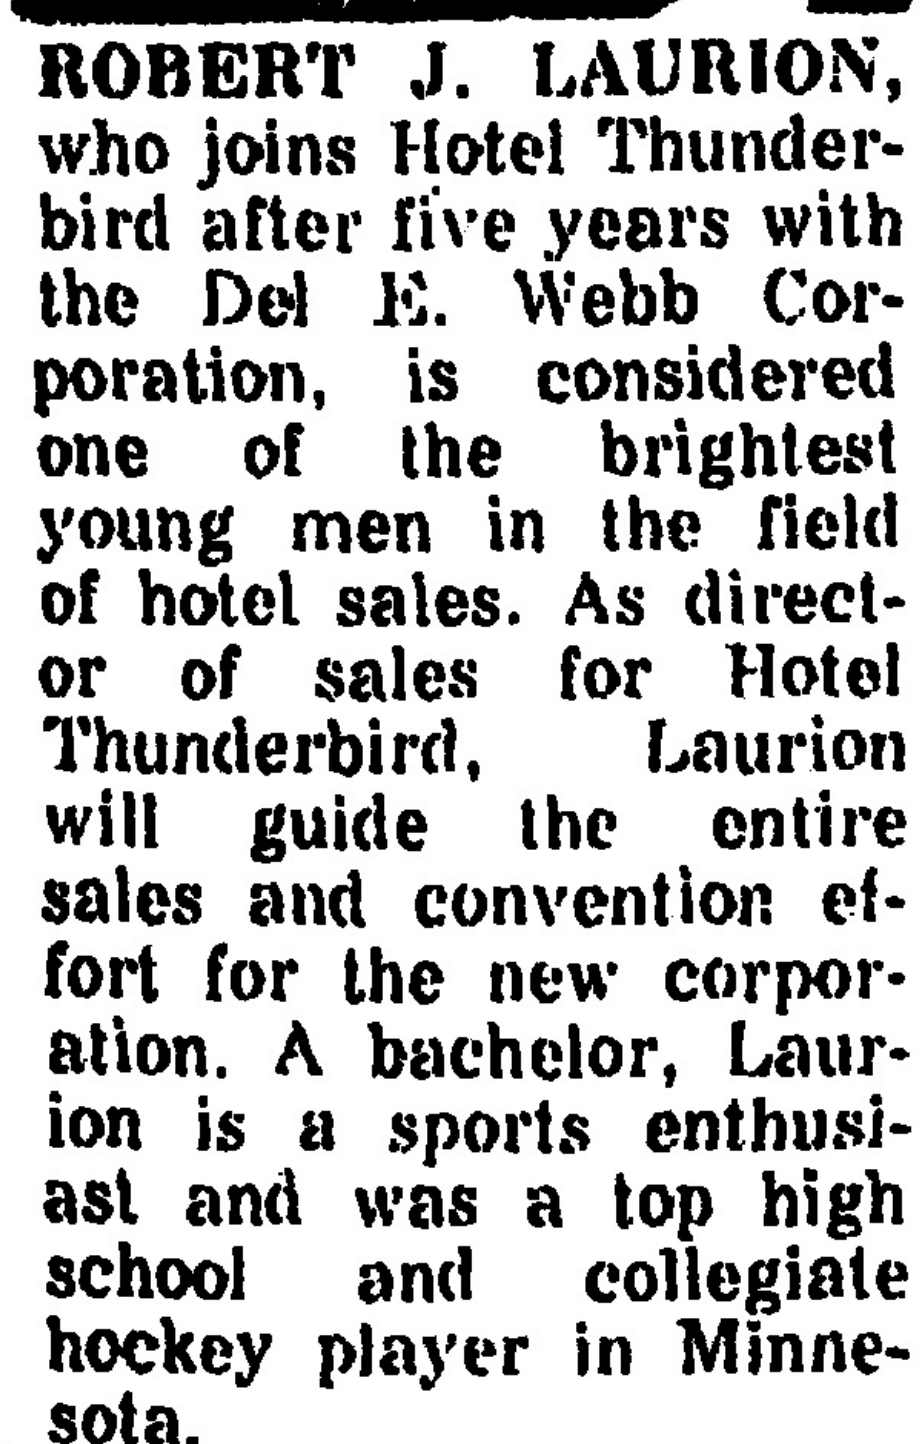 ROBERT J. LAURION,
who joins Hotel Thunder-
bird after five years with
the Del E. Webb Cor-
poration, is considered
one of the brightest
young men in the field
of hotel sales. As direct-
or of sales for Hotel
Thunderbird, Laurion
will guide the entire
sales and convention ef-
fort for the new corpor-
ation. A bachelor, Laur-
ion is a sports enthusi-
ast and was a top high
school and collegiate
hockey player in Minne-
sota.